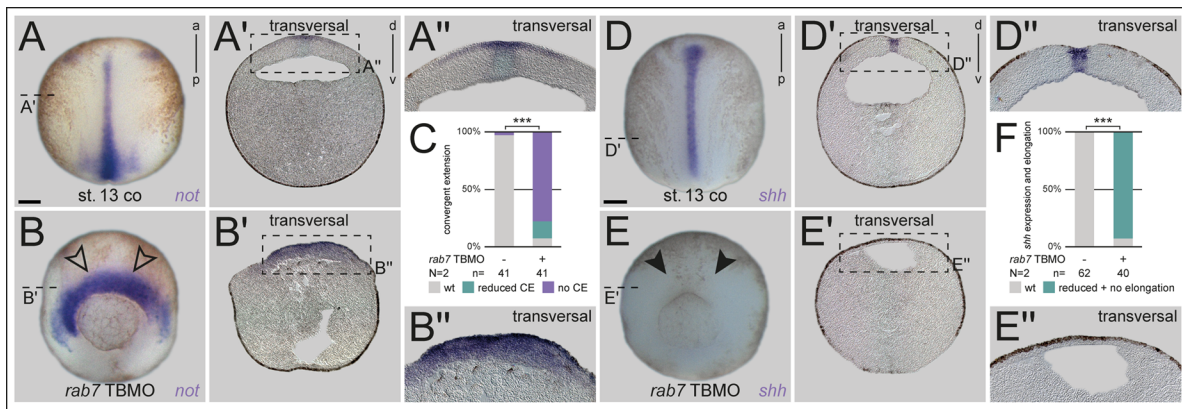 A
a
p
A'
st. 13 co
not
A'
transversal
d
v
A"
A"
transversal
B
B'
rab7 TBMO
not
B'
transversal
B"
C
convergent extension
100%
50%
0%
***
rab7 TBMO - +
N=2 n= 41 41
wt reduced CE no CE
B"
transversal
D
a
p
D'
st. 13 co
shh
D'
transversal
d
v
D"
D"
transversal
E
E'
rab7 TBMO
shh
E'
transversal
E"
F
shh expression and elongation
100%
50%
0%
***
rab7 TBMO - +
N=2 n= 62 40
wt reduced + no elongation
E"
transversal